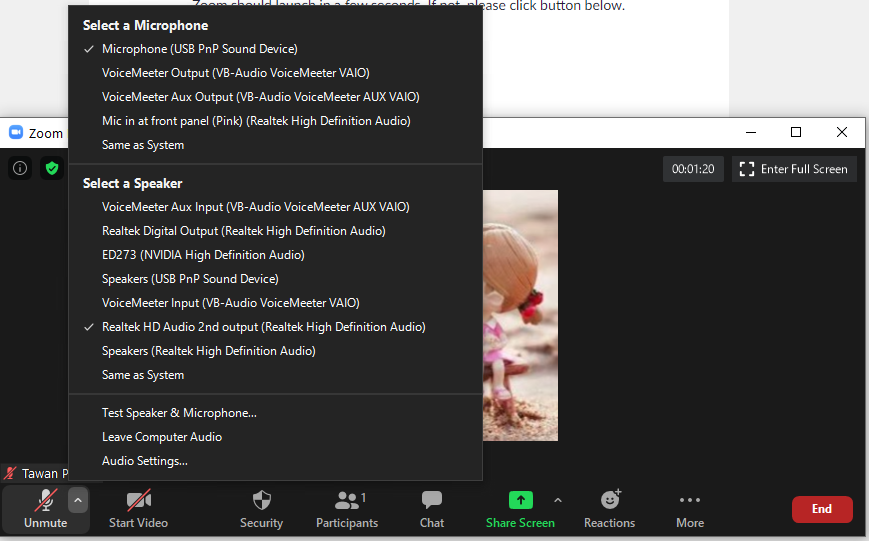 Zoom should launch in a few seconds. If not, please click button below.
Select a Microphone
Microphone (USB PnP Sound Device)
VoiceMeeter Output (VB-Audio VoiceMeeter VAIO)
VoiceMeeter Aux Output (VB-Audio VoiceMeeter AUX VAIO)
Mic in at front panel (Pink) (Realtek High Definition Audio)
Same as System
Zoom
Select a Speaker
00:01:20
Enter Full Screen
VoiceMeeter Aux Input (VB-Audio VoiceMeeter AUX VAIO)
Realtek Digital Output (Realtek High Definition Audio)
ED273 (NVIDIA High Definition Audio)
Speakers (USB PnP Sound Device)
VoiceMeeter Input (VB-Audio VoiceMeeter VAIO)
Realtek HD Audio 2nd output (Realtek High Definition Audio)
Speakers (Realtek High Definition Audio)
Same as System
Test Speaker & Microphone...
Leave Computer Audio
Audio Settings...
Tawan P
Unmute
Start Video
Security
1
Participants
Chat
Share Screen
Reactions
More
End